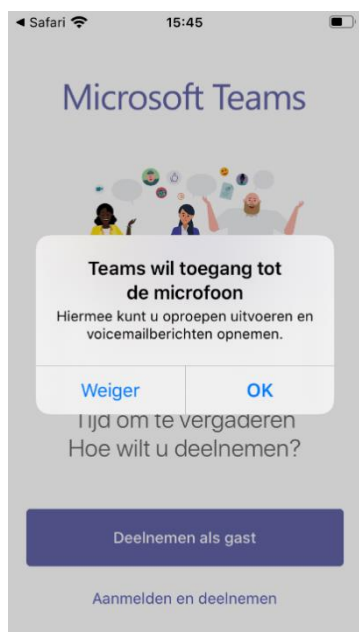 ◀ Safari 15:45
Microsoft Teams
Teams wil toegang tot
de microfoon
Hiermee kunt u oproepen uitvoeren en
voicemailberichten opnemen.
Weiger OK
Tijd om te vergaderen
Hoe wilt u deelnemen?
Deelnemen als gast
Aanmelden en deelnemen